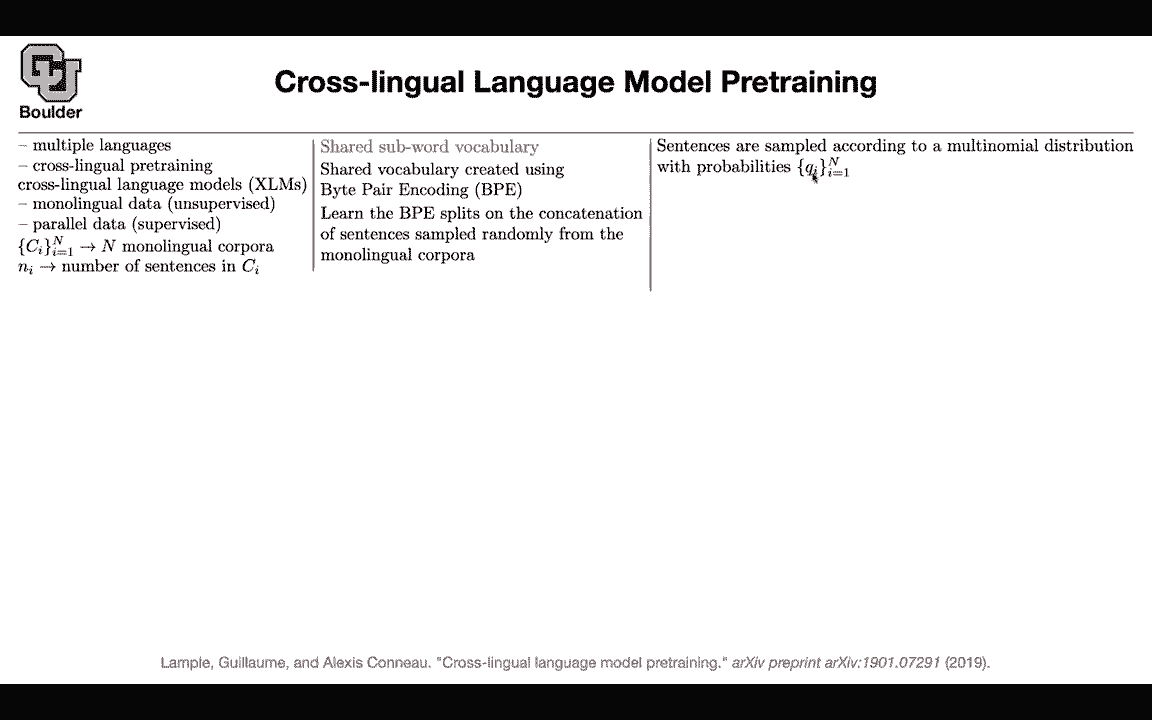 CU
Boulder
Cross-lingual Language Model Pretraining
– multiple languages
– cross-lingual pretraining
cross-lingual language models (XLMs)
– monolingual data (unsupervised)
– parallel data (supervised)
{C_i}_{i=1}^N → N monolingual corpora
n_i → number of sentences in C_i
Shared sub-word vocabulary
Shared vocabulary created using
Byte Pair Encoding (BPE)
Learn the BPE splits on the concatenation
of sentences sampled randomly from the
monolingual corpora
Sentences are sampled according to a multinomial distribution
with probabilities {q_i}_{i=1}^N
Lample, Guillaume, and Alexis Conneau. "Cross-lingual language model pretraining." arXiv preprint arXiv:1901.07291 (2019).